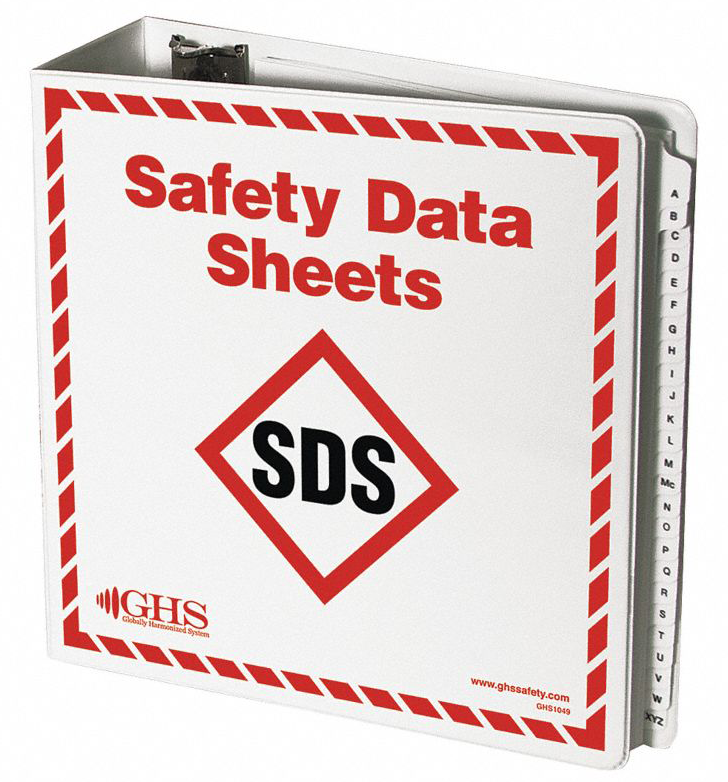 Safety Data
Sheets
SDS
GHS
Globally Harmonized System
www.ghssafety.com
GHS1049
A
B
C
D
E
F
G
H
I
J
K
L
M
Mc
N
O
P
Q
R
S
T
U
V
W
XYZ